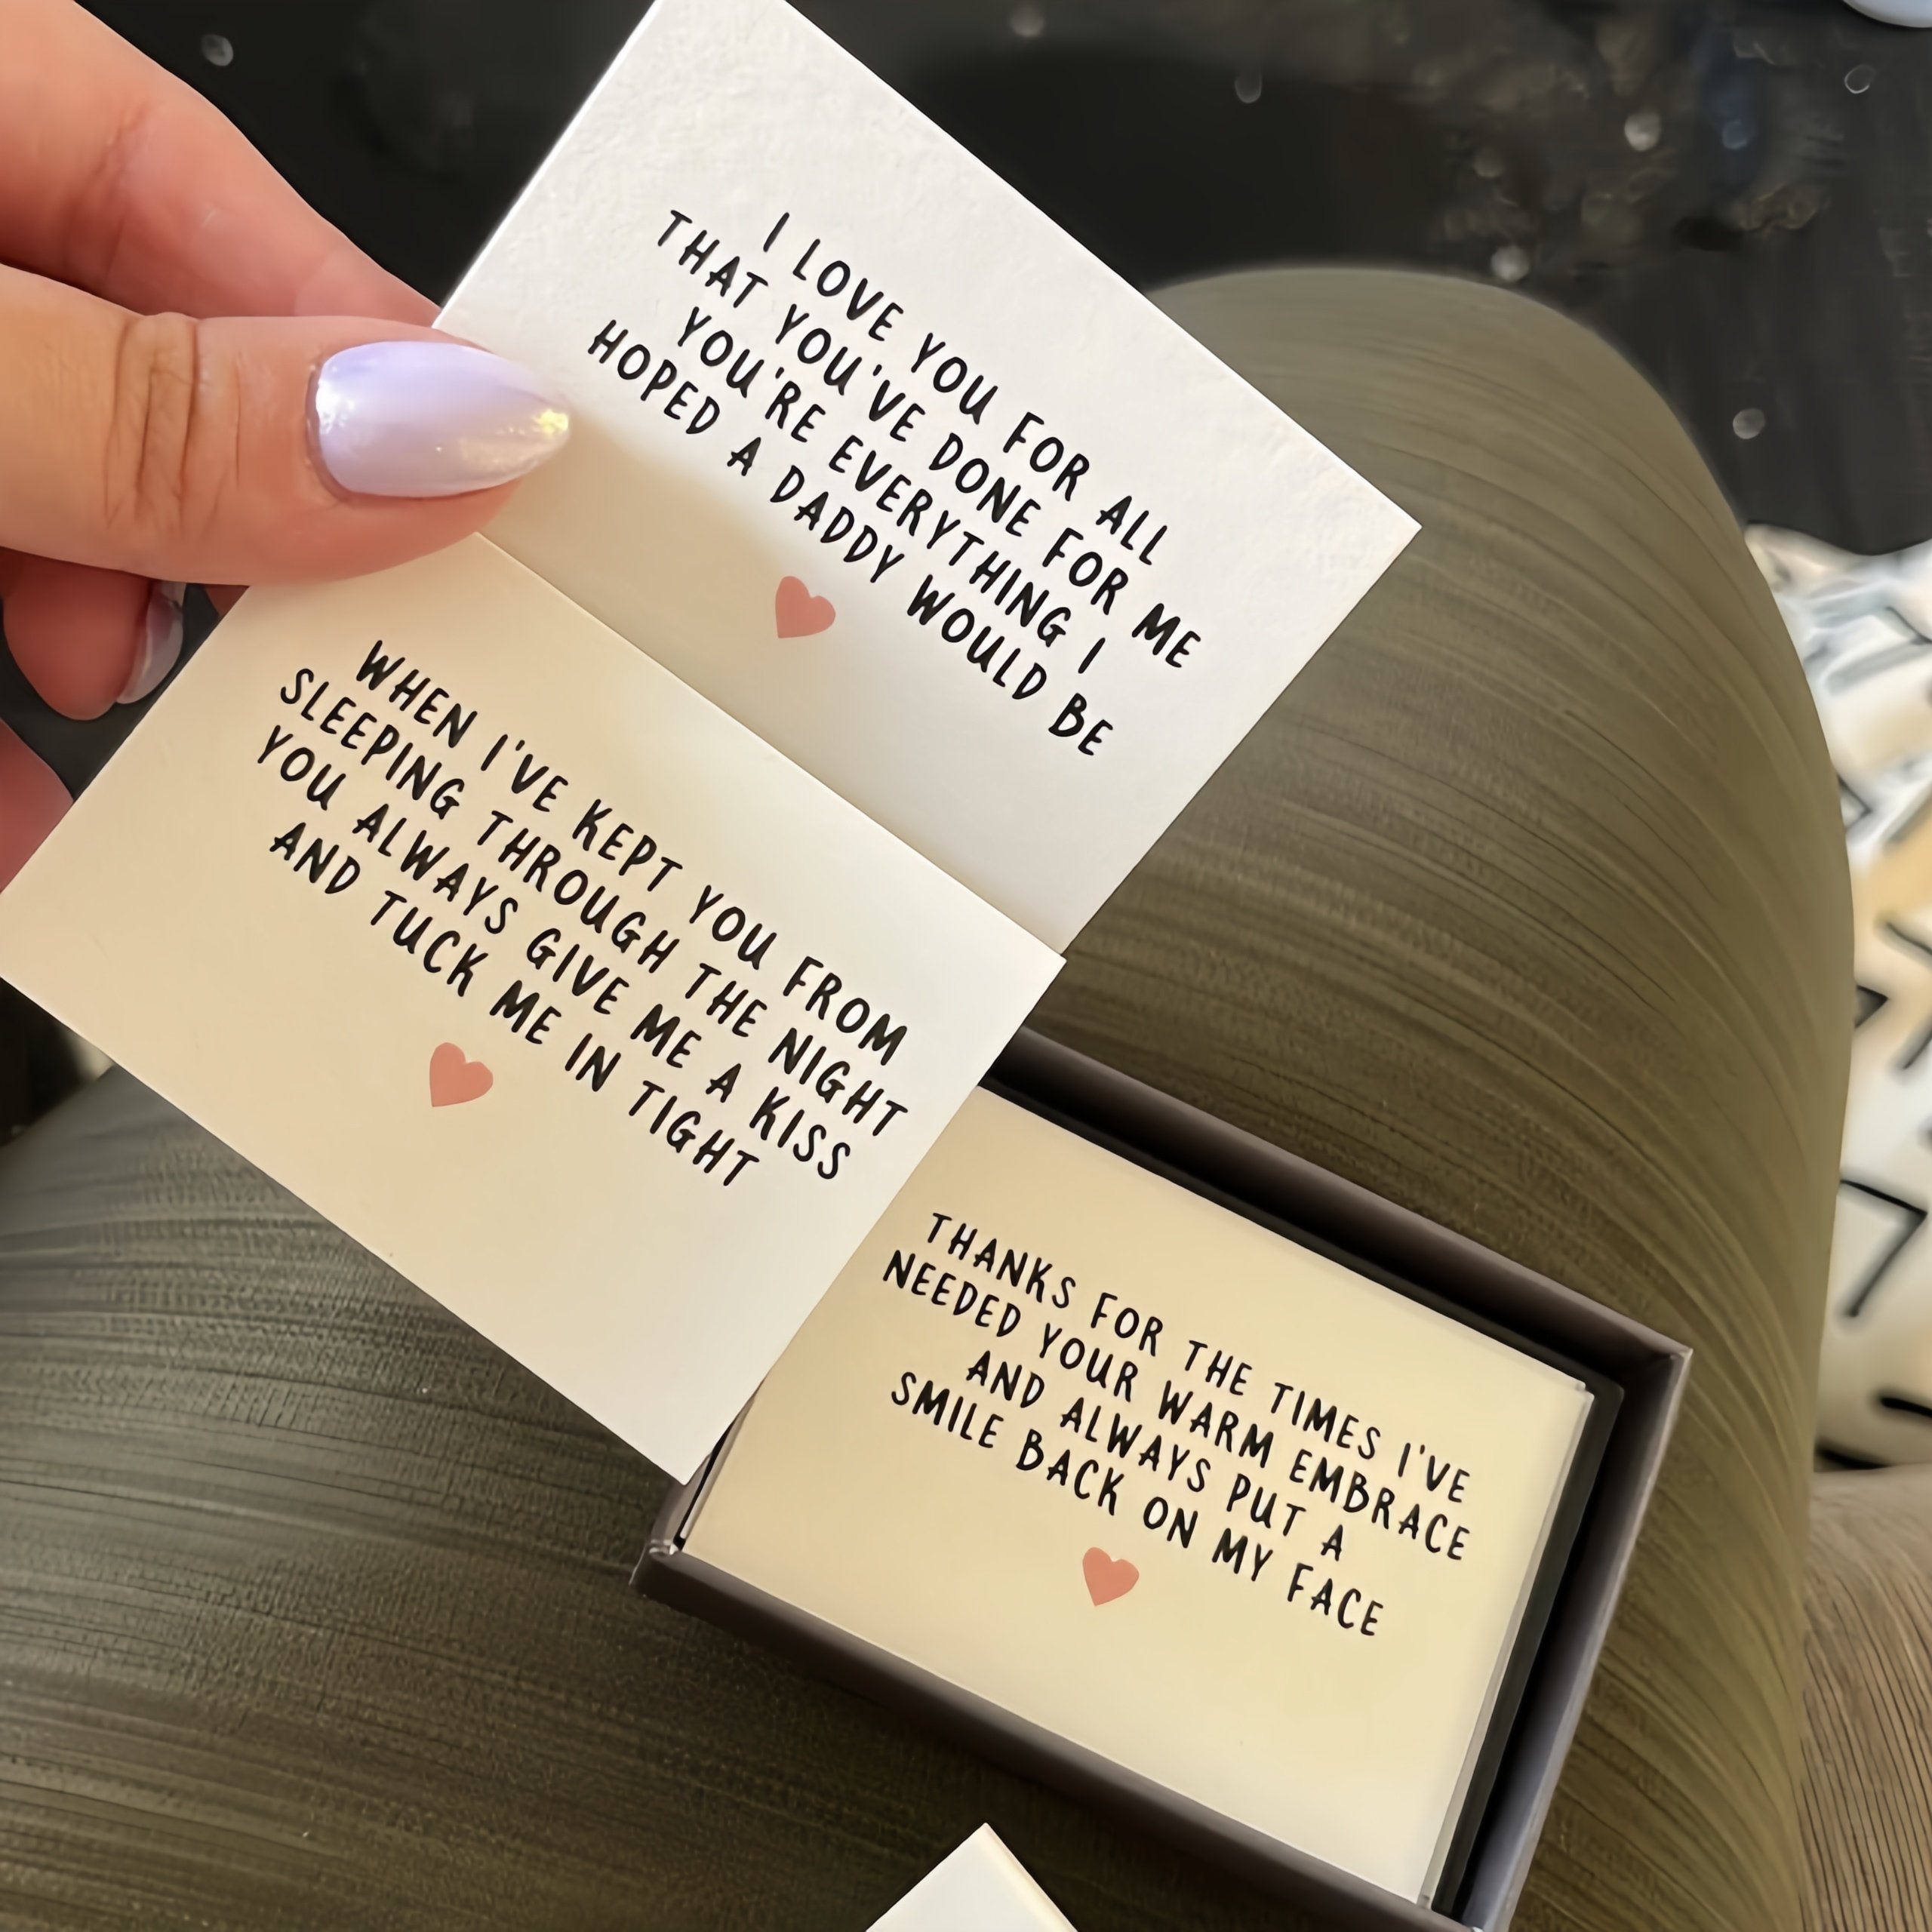 I LOVE YOU FOR ALL
THAT YOU'VE DONE FOR ME
YOU'RE EVERYTHING I
HOPED A DADDY WOULD BE
WHEN I'VE KEPT YOU FROM
SLEEPING THROUGH THE NIGHT
YOU ALWAYS GIVE ME A KISS
AND TUCK ME IN TIGHT
THANKS FOR THE TIMES I'VE
NEEDED YOUR WARM EMBRACE
AND ALWAYS PUT A
SMILE BACK ON MY FACE